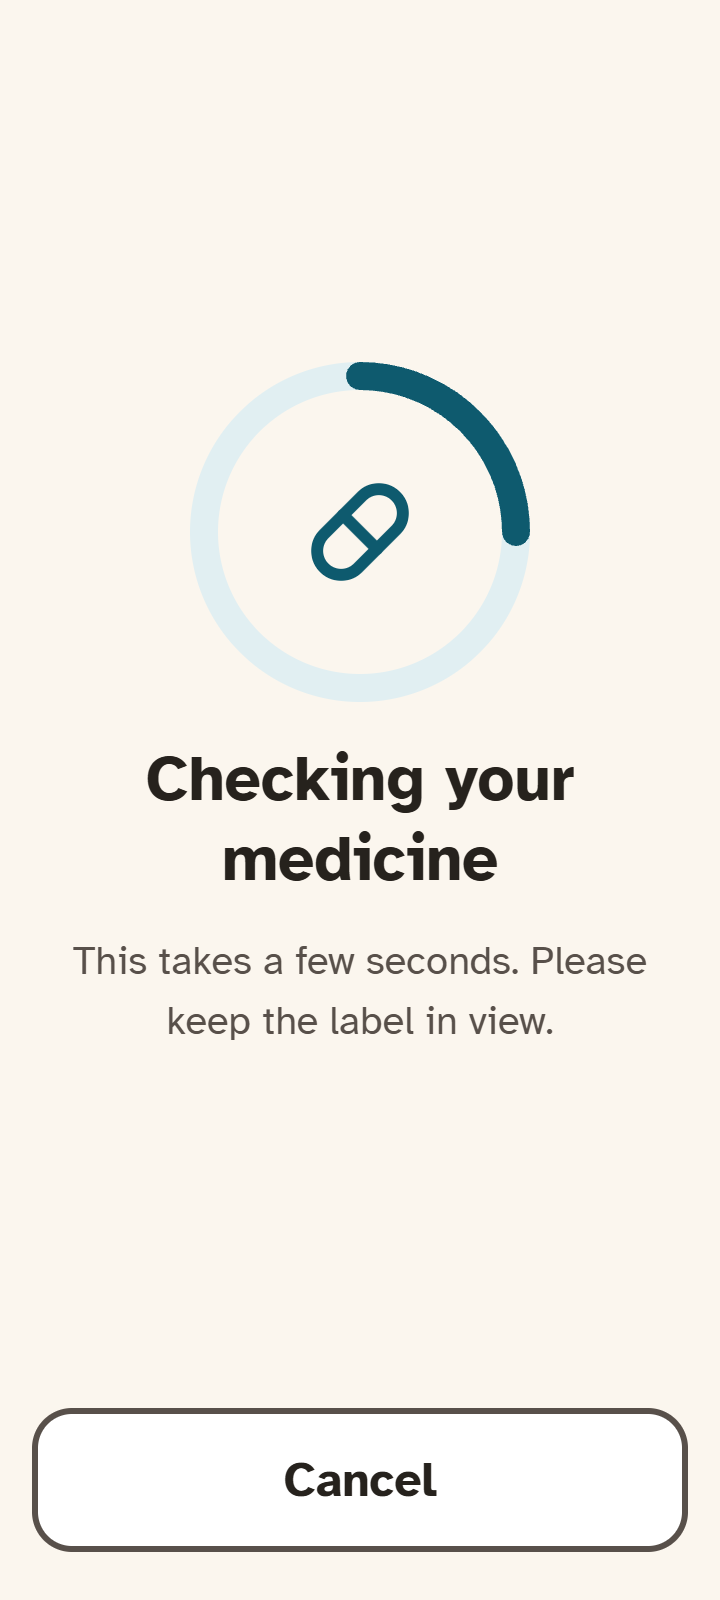 Checking your
medicine
This takes a few seconds. Please
keep the label in view.
Cancel